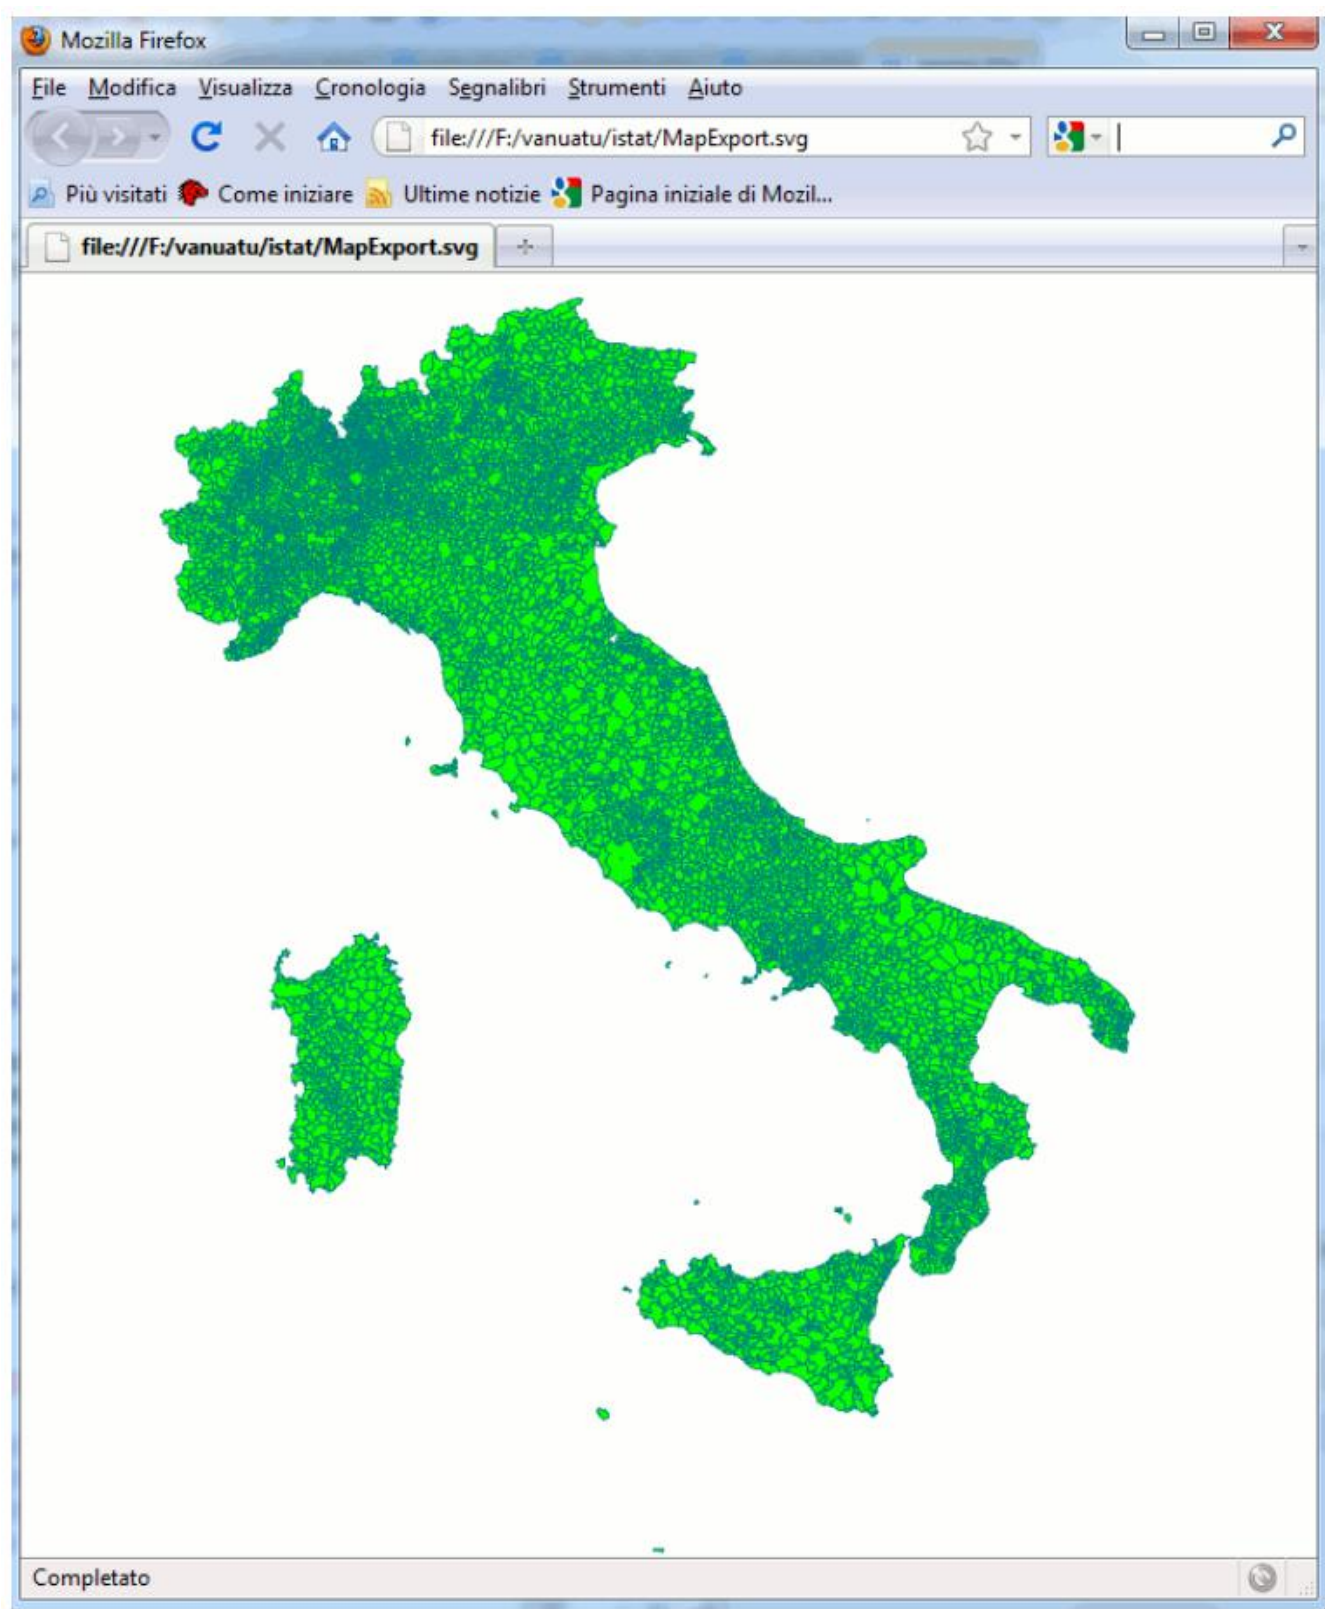 Mozilla Firefox
File Modifica Visualizza Cronologia Segnalibri Strumenti Aiuto
file:///F:/vanuatu/istat/MapExport.svg
Più visitati Come iniziare Ultime notizie Pagina iniziale di Mozil...
file:///F:/vanuatu/istat/MapExport.svg
Completato